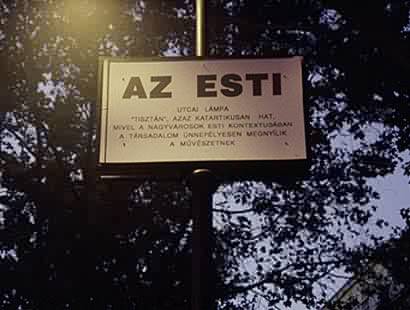 AZ ESTI
UTCAI LÁMPA
"TISZTÁN", AZAZ KATARTIKUSAN HAT,
MIVEL A NAGYVÁROSOK ESTI KONTEXTUSÁBAN
A TÁRSADALOM ÜNNEPÉLYESEN MEGNYÍLIK
A MŰVÉSZETNEK